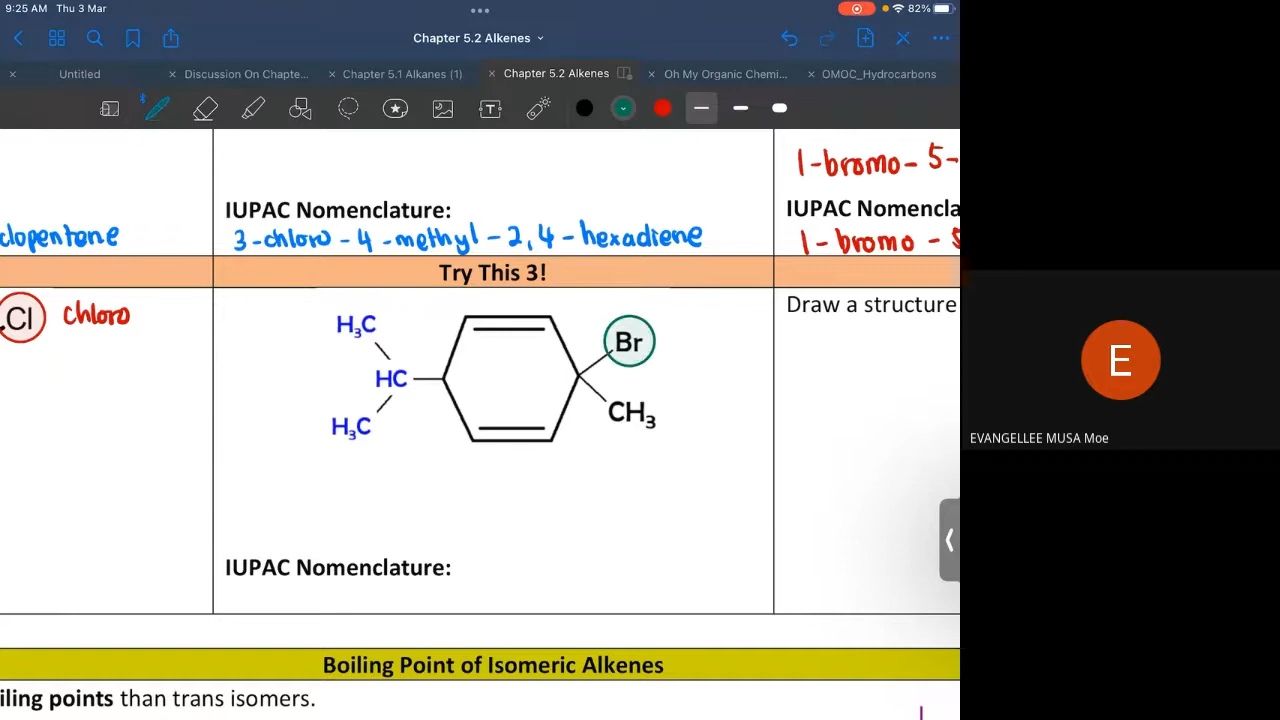 9:25 AM Thu 3 Mar
82%
Chapter 5.2 Alkenes
Untitled
Discussion On Chapte...
Chapter 5.1 Alkanes (1)
Chapter 5.2 Alkenes
Oh My Organic Chemi...
OMOC_Hydrocarbons
1-bromo-5-
IUPAC Nomenclature:
IUPAC Nomencla
clopentane
3-chloro-4-methyl-2,4-hexadiene
1-bromo-5
Try This 3!
Cl chloro
H₃C
Br
Draw a structure
HC
CH₃
H₃C
E
EVANGELLEE MUSA Moe
IUPAC Nomenclature:
Boiling Point of Isomeric Alkenes
iling points than trans isomers.